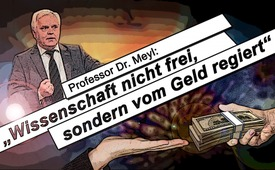 Professor Dr. Meyl:
„Wissenschaft nicht frei,
sondern vom Geld regiert“